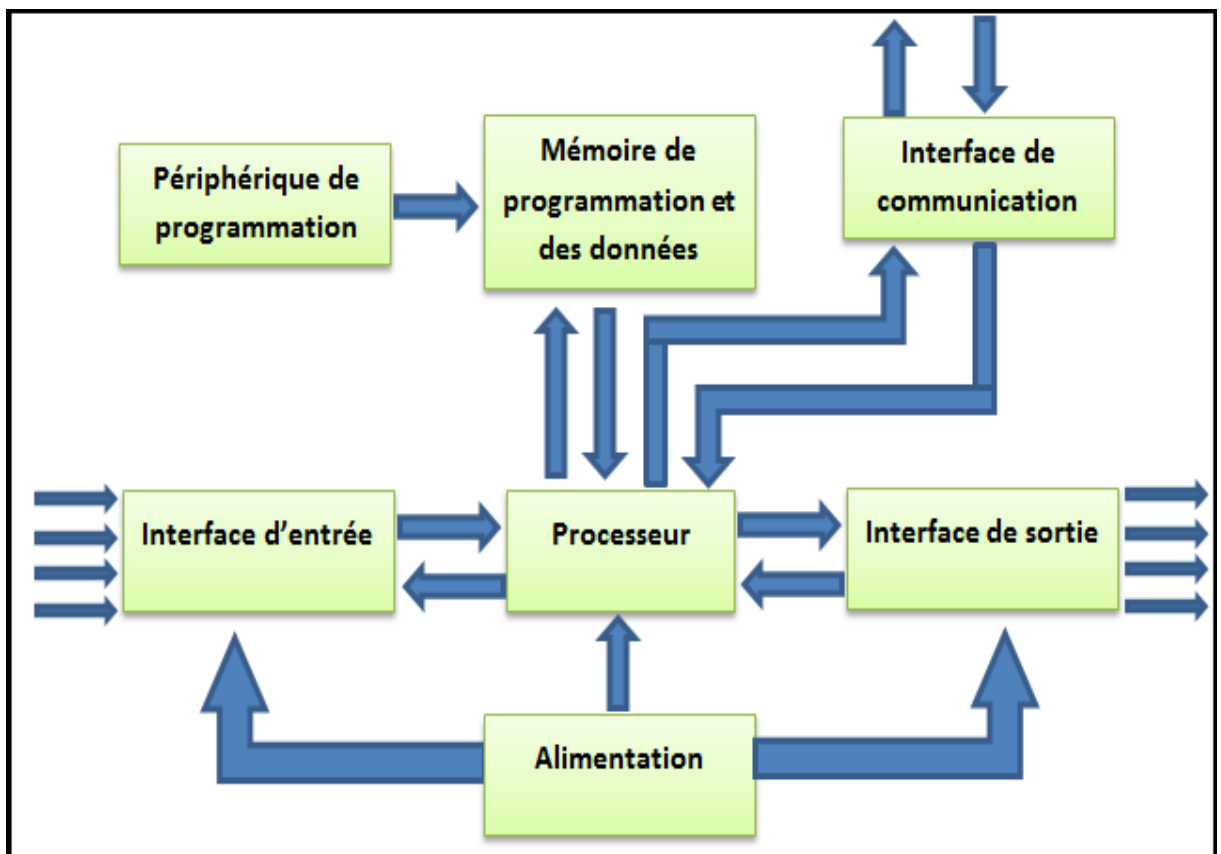 Périphérique de
programmation
Mémoire de
programmation et
des données
Interface de
communication
Interface d'entrée
Processeur
Interface de sortie
Alimentation